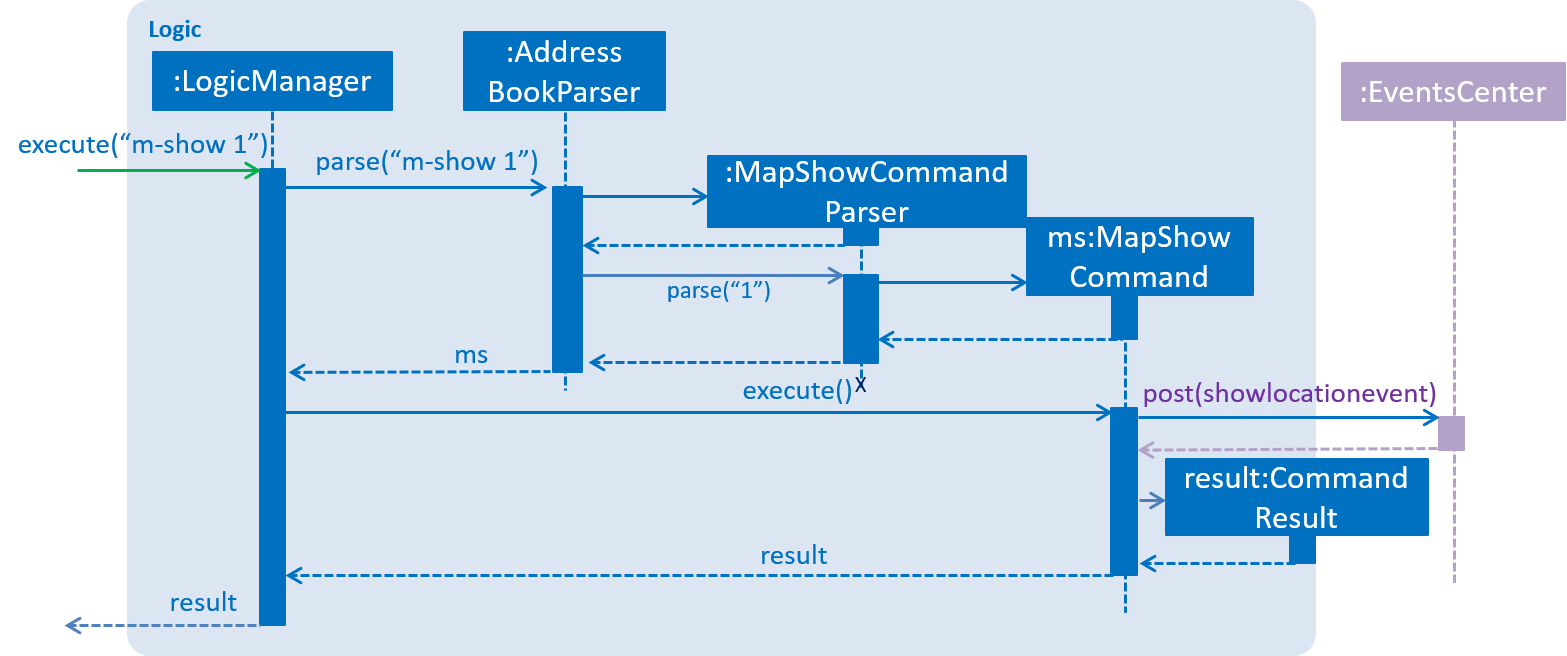 Logic
:LogicManager
:Address
BookParser
:EventsCenter
execute(“m-show 1”)
parse(“m-show 1”)
:MapShowCommand
Parser
ms:MapShow
Command
parse(“1”)
ms
execute()
X
post(showlocationevent)
result:Command
Result
result
result